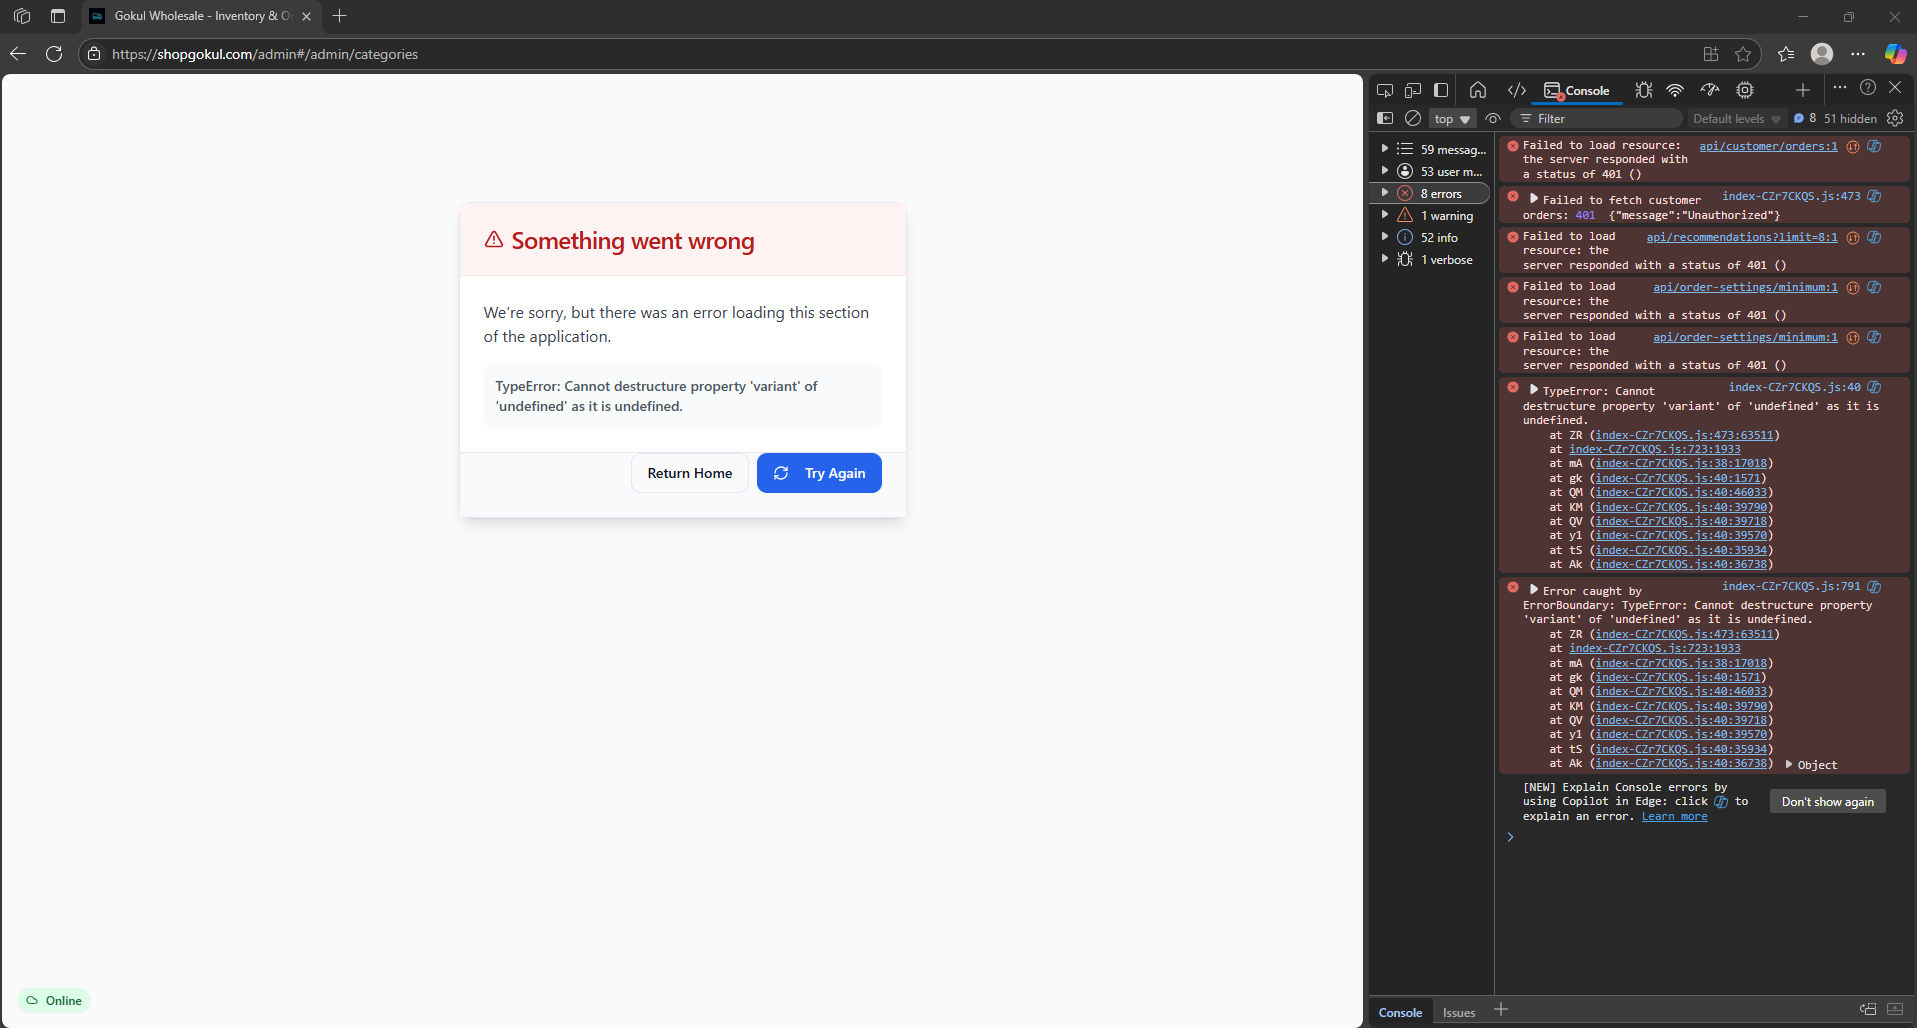 Gokul Wholesale - Inventory & O
https://shopgokul.com/admin#/admin/categories
Something went wrong
We're sorry, but there was an error loading this section
of the application.
TypeError: Cannot destructure property 'variant' of
'undefined' as it is undefined.
Return Home
Try Again
Online
Console
top
Filter
Default levels
8
51 hidden
59 messag...
53 user m...
8 errors
1 warning
52 info
1 verbose
Failed to load resource: api/customer/orders:1
the server responded with
a status of 401 ()
index-CZr7CKQS.js:473
Failed to fetch customer
orders: 401 {"message":"Unauthorized"}
Failed to load api/recommendations?limit=8:1
resource: the
server responded with a status of 401 ()
Failed to load api/order-settings/minimum:1
resource: the
server responded with a status of 401 ()
Failed to load api/order-settings/minimum:1
resource: the
server responded with a status of 401 ()
TypeError: Cannot index-CZr7CKQS.js:40
destructure property 'variant' of 'undefined' as it is
undefined.
at ZR (index-CZr7CKQS.js:473:63511)
at index-CZr7CKQS.js:723:1933
at mA (index-CZr7CKQS.js:38:17018)
at gk (index-CZr7CKQS.js:40:1571)
at QM (index-CZr7CKQS.js:40:46033)
at KM (index-CZr7CKQS.js:40:39790)
at QV (index-CZr7CKQS.js:40:39718)
at y1 (index-CZr7CKQS.js:40:39570)
at tS (index-CZr7CKQS.js:40:35934)
at Ak (index-CZr7CKQS.js:40:36738)
Error caught by index-CZr7CKQS.js:791
ErrorBoundary: TypeError: Cannot destructure property
'variant' of 'undefined' as it is undefined.
at ZR (index-CZr7CKQS.js:473:63511)
at index-CZr7CKQS.js:723:1933
at mA (index-CZr7CKQS.js:38:17018)
at gk (index-CZr7CKQS.js:40:1571)
at QM (index-CZr7CKQS.js:40:46033)
at KM (index-CZr7CKQS.js:40:39790)
at QV (index-CZr7CKQS.js:40:39718)
at y1 (index-CZr7CKQS.js:40:39570)
at tS (index-CZr7CKQS.js:40:35934)
at Ak (index-CZr7CKQS.js:40:36738) Object
[NEW] Explain Console errors by
using Copilot in Edge: click to
explain an error. Learn more
Don't show again
Console
Issues